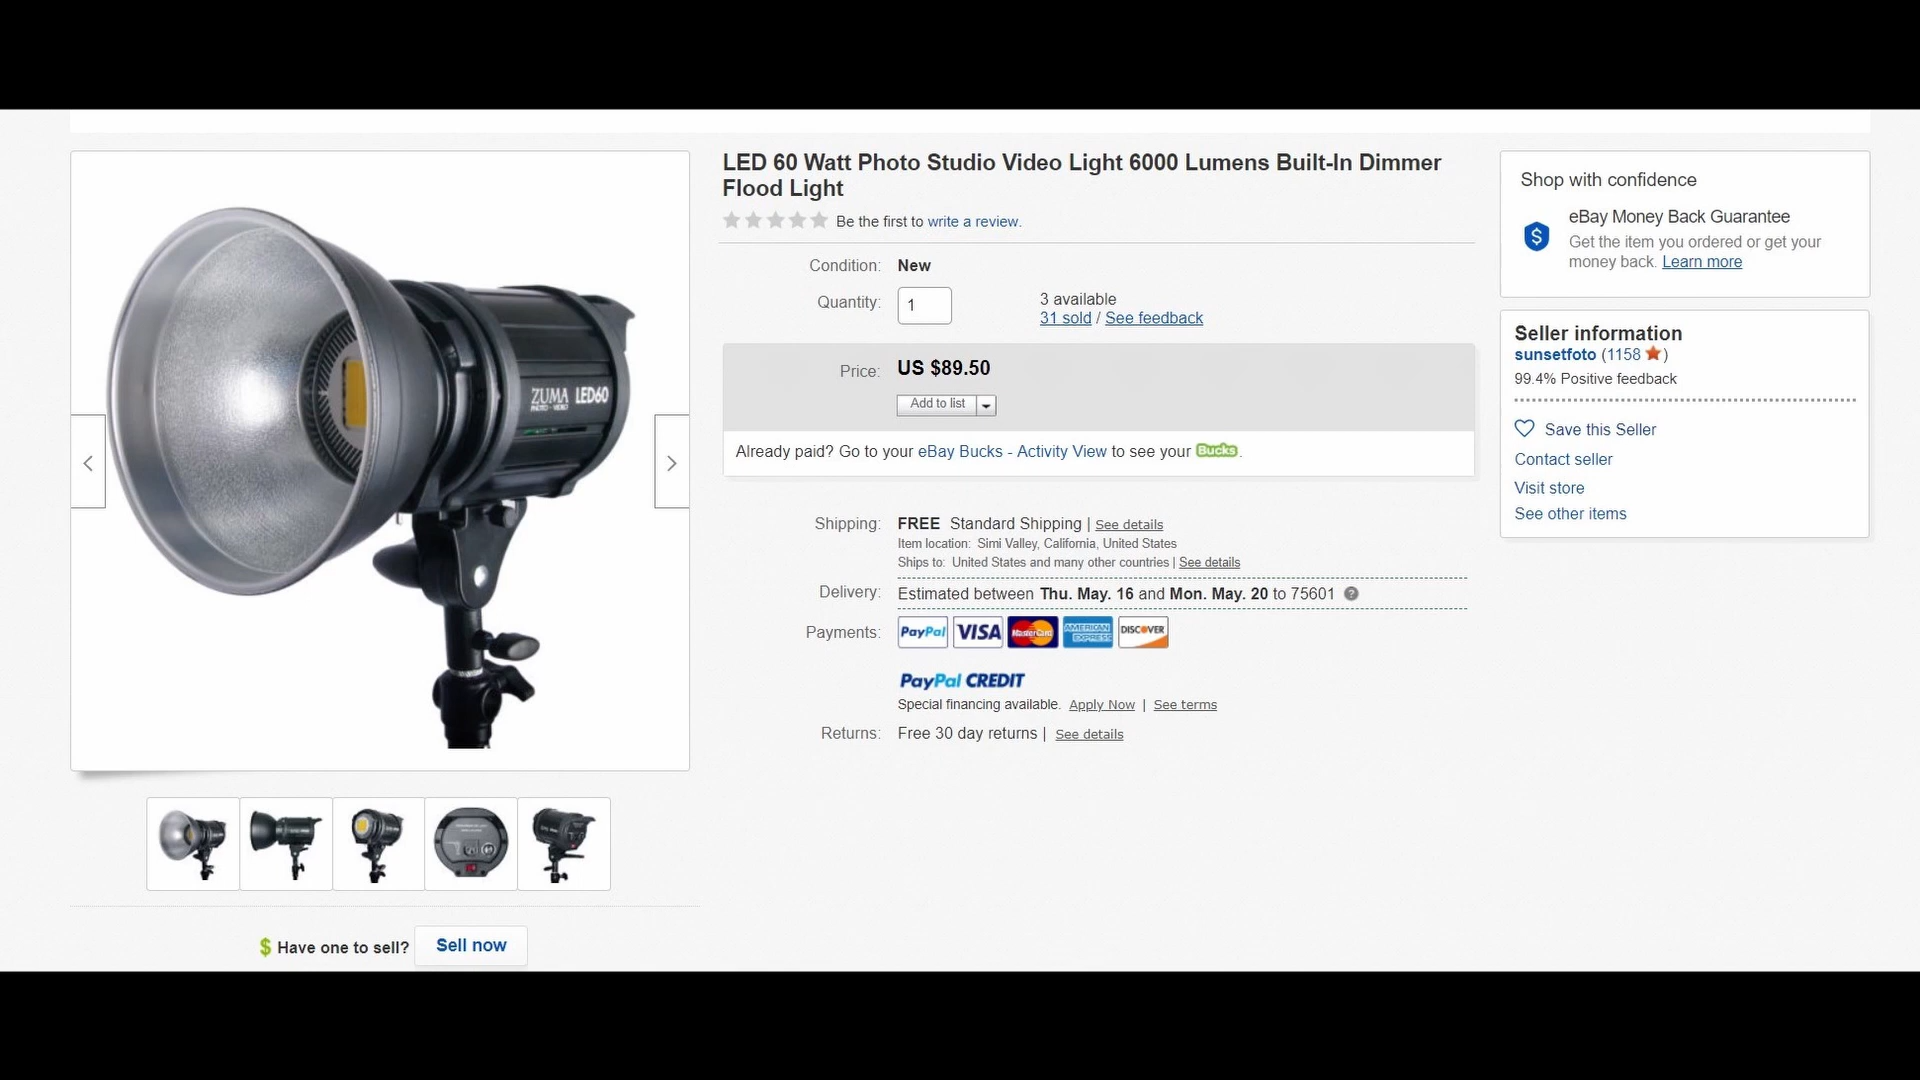 LED 60 Watt Photo Studio Video Light 6000 Lumens Built-In Dimmer
Flood Light
Be the first to write a review.
Condition: New
Quantity: 1
3 available
31 sold / See feedback
Price: US $89.50
Add to list
Already paid? Go to your eBay Bucks - Activity View to see your Bucks.
Shipping: FREE Standard Shipping | See details
Item location: Simi Valley, California, United States
Ships to: United States and many other countries | See details
Delivery: Estimated between Thu. May. 16 and Mon. May. 20 to 75601 ?
Payments: PayPal VISA MasterCard AMERICAN EXPRESS DISCOVER
PayPal CREDIT
Special financing available. Apply Now | See terms
Returns: Free 30 day returns | See details
ZUMA LED60
PHOTO - VIDEO
$ Have one to sell? Sell now
Shop with confidence
eBay Money Back Guarantee
Get the item you ordered or get your
money back. Learn more
Seller information
sunsetfoto (1158)
99.4% Positive feedback
Save this Seller
Contact seller
Visit store
See other items